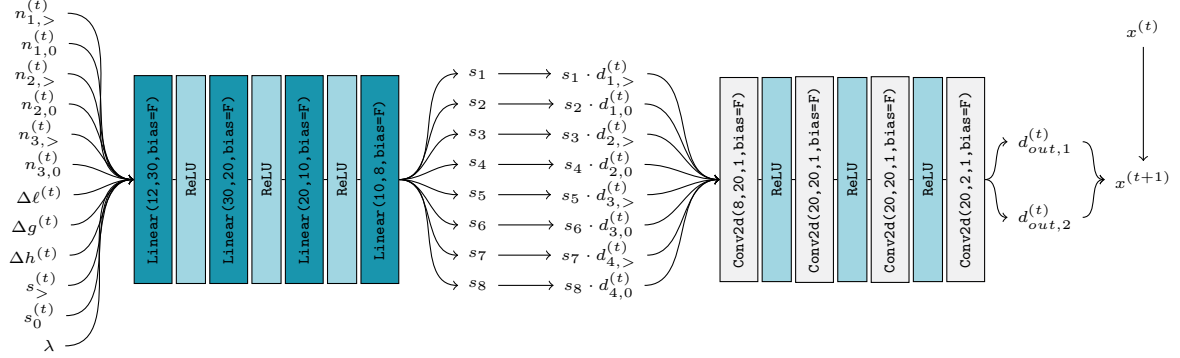 n_{1,>}^{(t)}
n_{1,0}^{(t)}
n_{2,>}^{(t)}
n_{2,0}^{(t)}
n_{3,>}^{(t)}
n_{3,0}^{(t)}
Δℓ^{(t)}
Δg^{(t)}
Δh^{(t)}
s_{>}^{(t)}
s_{0}^{(t)}
λ
Linear(12,30,bias=F)
ReLU
Linear(30,20,bias=F)
ReLU
Linear(20,10,bias=F)
ReLU
Linear(10,8,bias=F)
s_1 s_1 · d_{1,>}^{(t)}
s_2 s_2 · d_{1,0}^{(t)}
s_3 s_3 · d_{2,>}^{(t)}
s_4 s_4 · d_{2,0}^{(t)}
s_5 s_5 · d_{3,>}^{(t)}
s_6 s_6 · d_{3,0}^{(t)}
s_7 s_7 · d_{4,>}^{(t)}
s_8 s_8 · d_{4,0}^{(t)}
Conv2d(8,20,1,bias=F)
ReLU
Conv2d(20,20,1,bias=F)
ReLU
Conv2d(20,20,1,bias=F)
ReLU
Conv2d(20,2,1,bias=F)
d_{out,1}^{(t)}
d_{out,2}^{(t)}
x^{(t)}
x^{(t+1)}